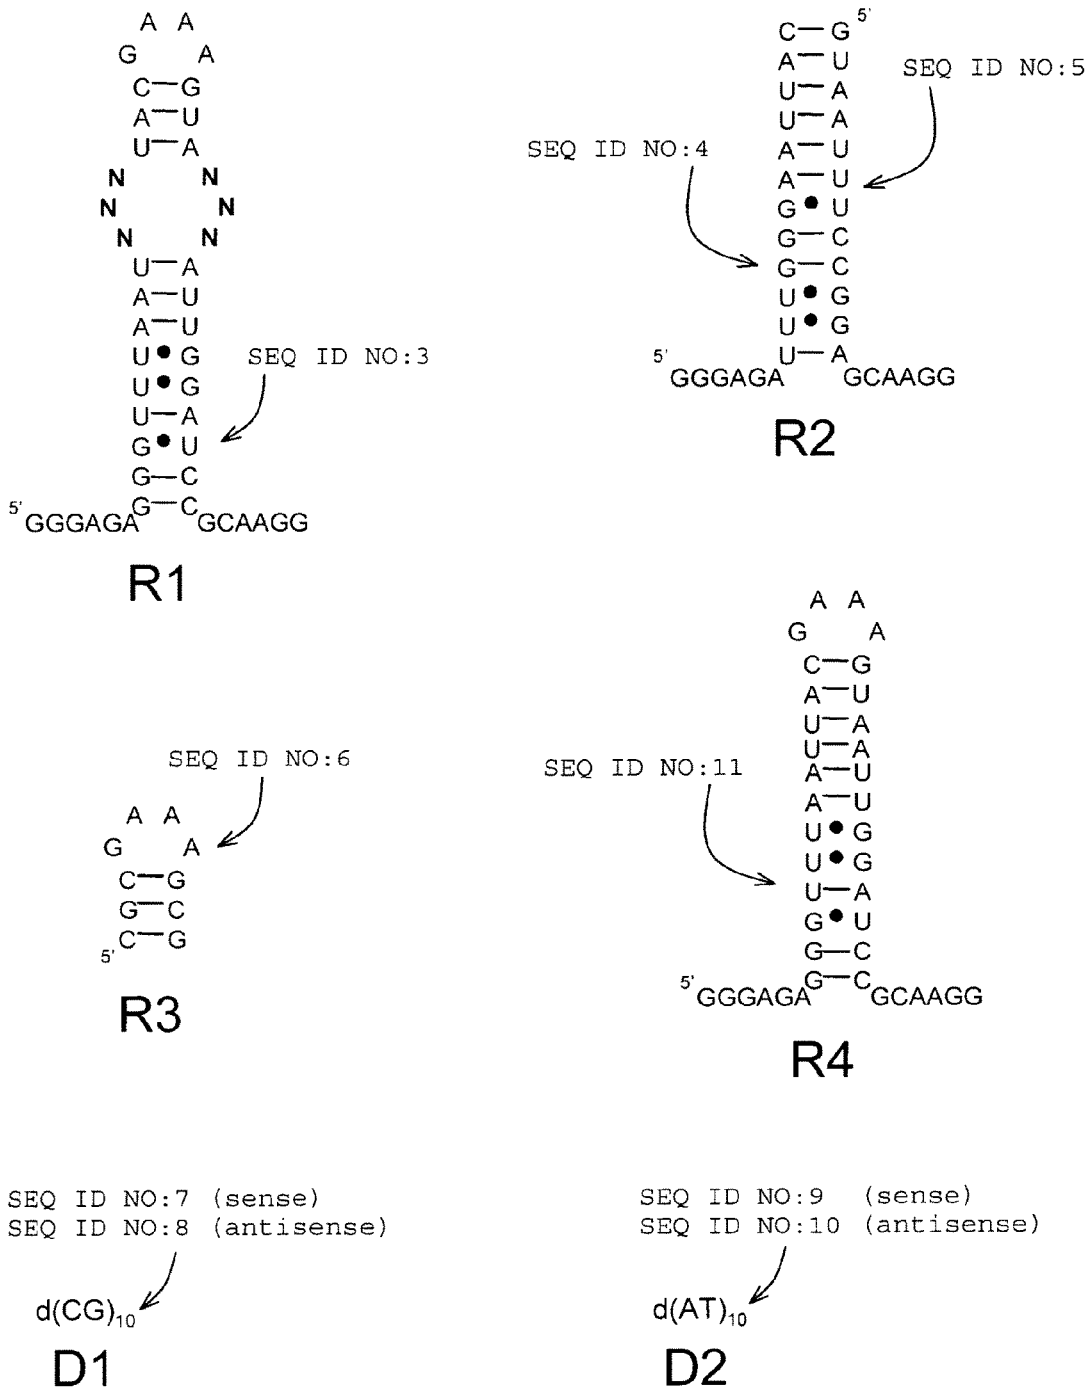 A A
G A
C G
A U
U A
N N
N N
N N
U A
A U
A U
U G
U G
U A
G U
G C
G C
5' GGGAGA GCAAGG
SEQ ID NO:3
R1
C G 5'
A U
U A
U A
A U
A U
G U
G C
G C
U G
U G
U A
5' GGGAGA GCAAGG
SEQ ID NO:4
SEQ ID NO:5
R2
SEQ ID NO:6
A A
G A
C G
G C
5' C G
R3
SEQ ID NO:11
A A
G A
C G
A U
U A
U A
A U
A U
U G
U G
U A
G U
G C
G C
5' GGGAGA GCAAGG
R4
SEQ ID NO:7 (sense)
SEQ ID NO:8 (antisense)
d(CG)10
D1
SEQ ID NO:9 (sense)
SEQ ID NO:10 (antisense)
d(AT)10
D2